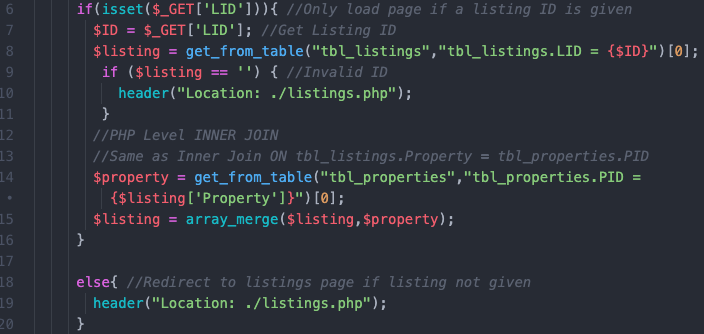 6 if(isset($_GET['LID'])){ //Only load page if a listing ID is given
7 $ID = $_GET['LID']; //Get Listing ID
8 $listing = get_from_table("tbl_listings","tbl_listings.LID = {$ID}")[0];
9 if ($listing == '') { //Invalid ID
10 header("Location: ./listings.php");
11 }
12 //PHP Level INNER JOIN
13 //Same as Inner Join ON tbl_listings.Property = tbl_properties.PID
14 $property = get_from_table("tbl_properties","tbl_properties.PID =
• {$listing['Property']}")[0];
15 $listing = array_merge($listing,$property);
16 }
17
18 else{ //Redirect to listings page if listing not given
19 header("Location: ./listings.php");
20 }